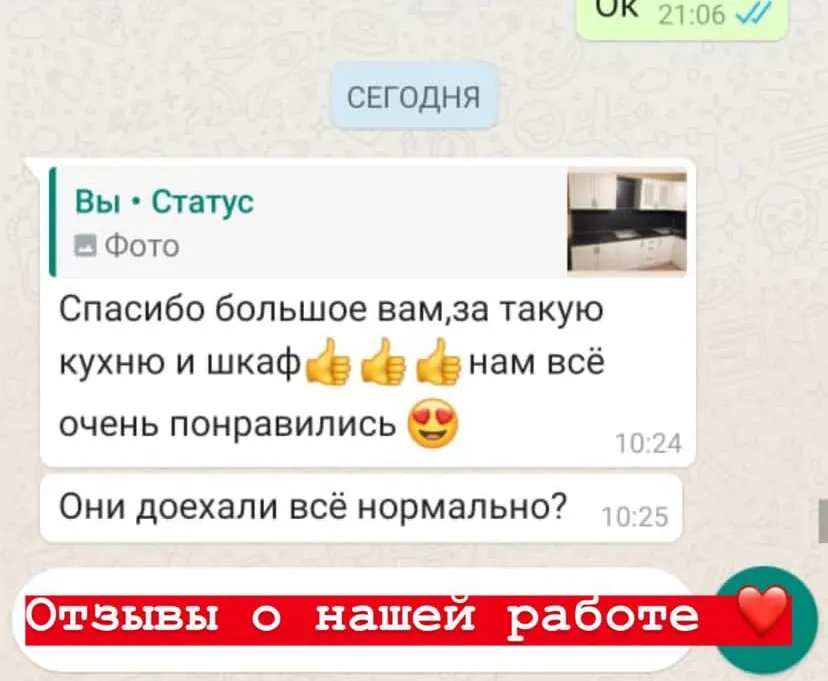 Ок 21:06
СЕГОДНЯ
Вы • Статус
Фото
Спасибо большое вам,за такую
кухню и шкаф👍👍👍нам всё
очень понравились 😍
10:24
Они доехали всё нормально? 10:25
Отзывы о нашей работе ❤️